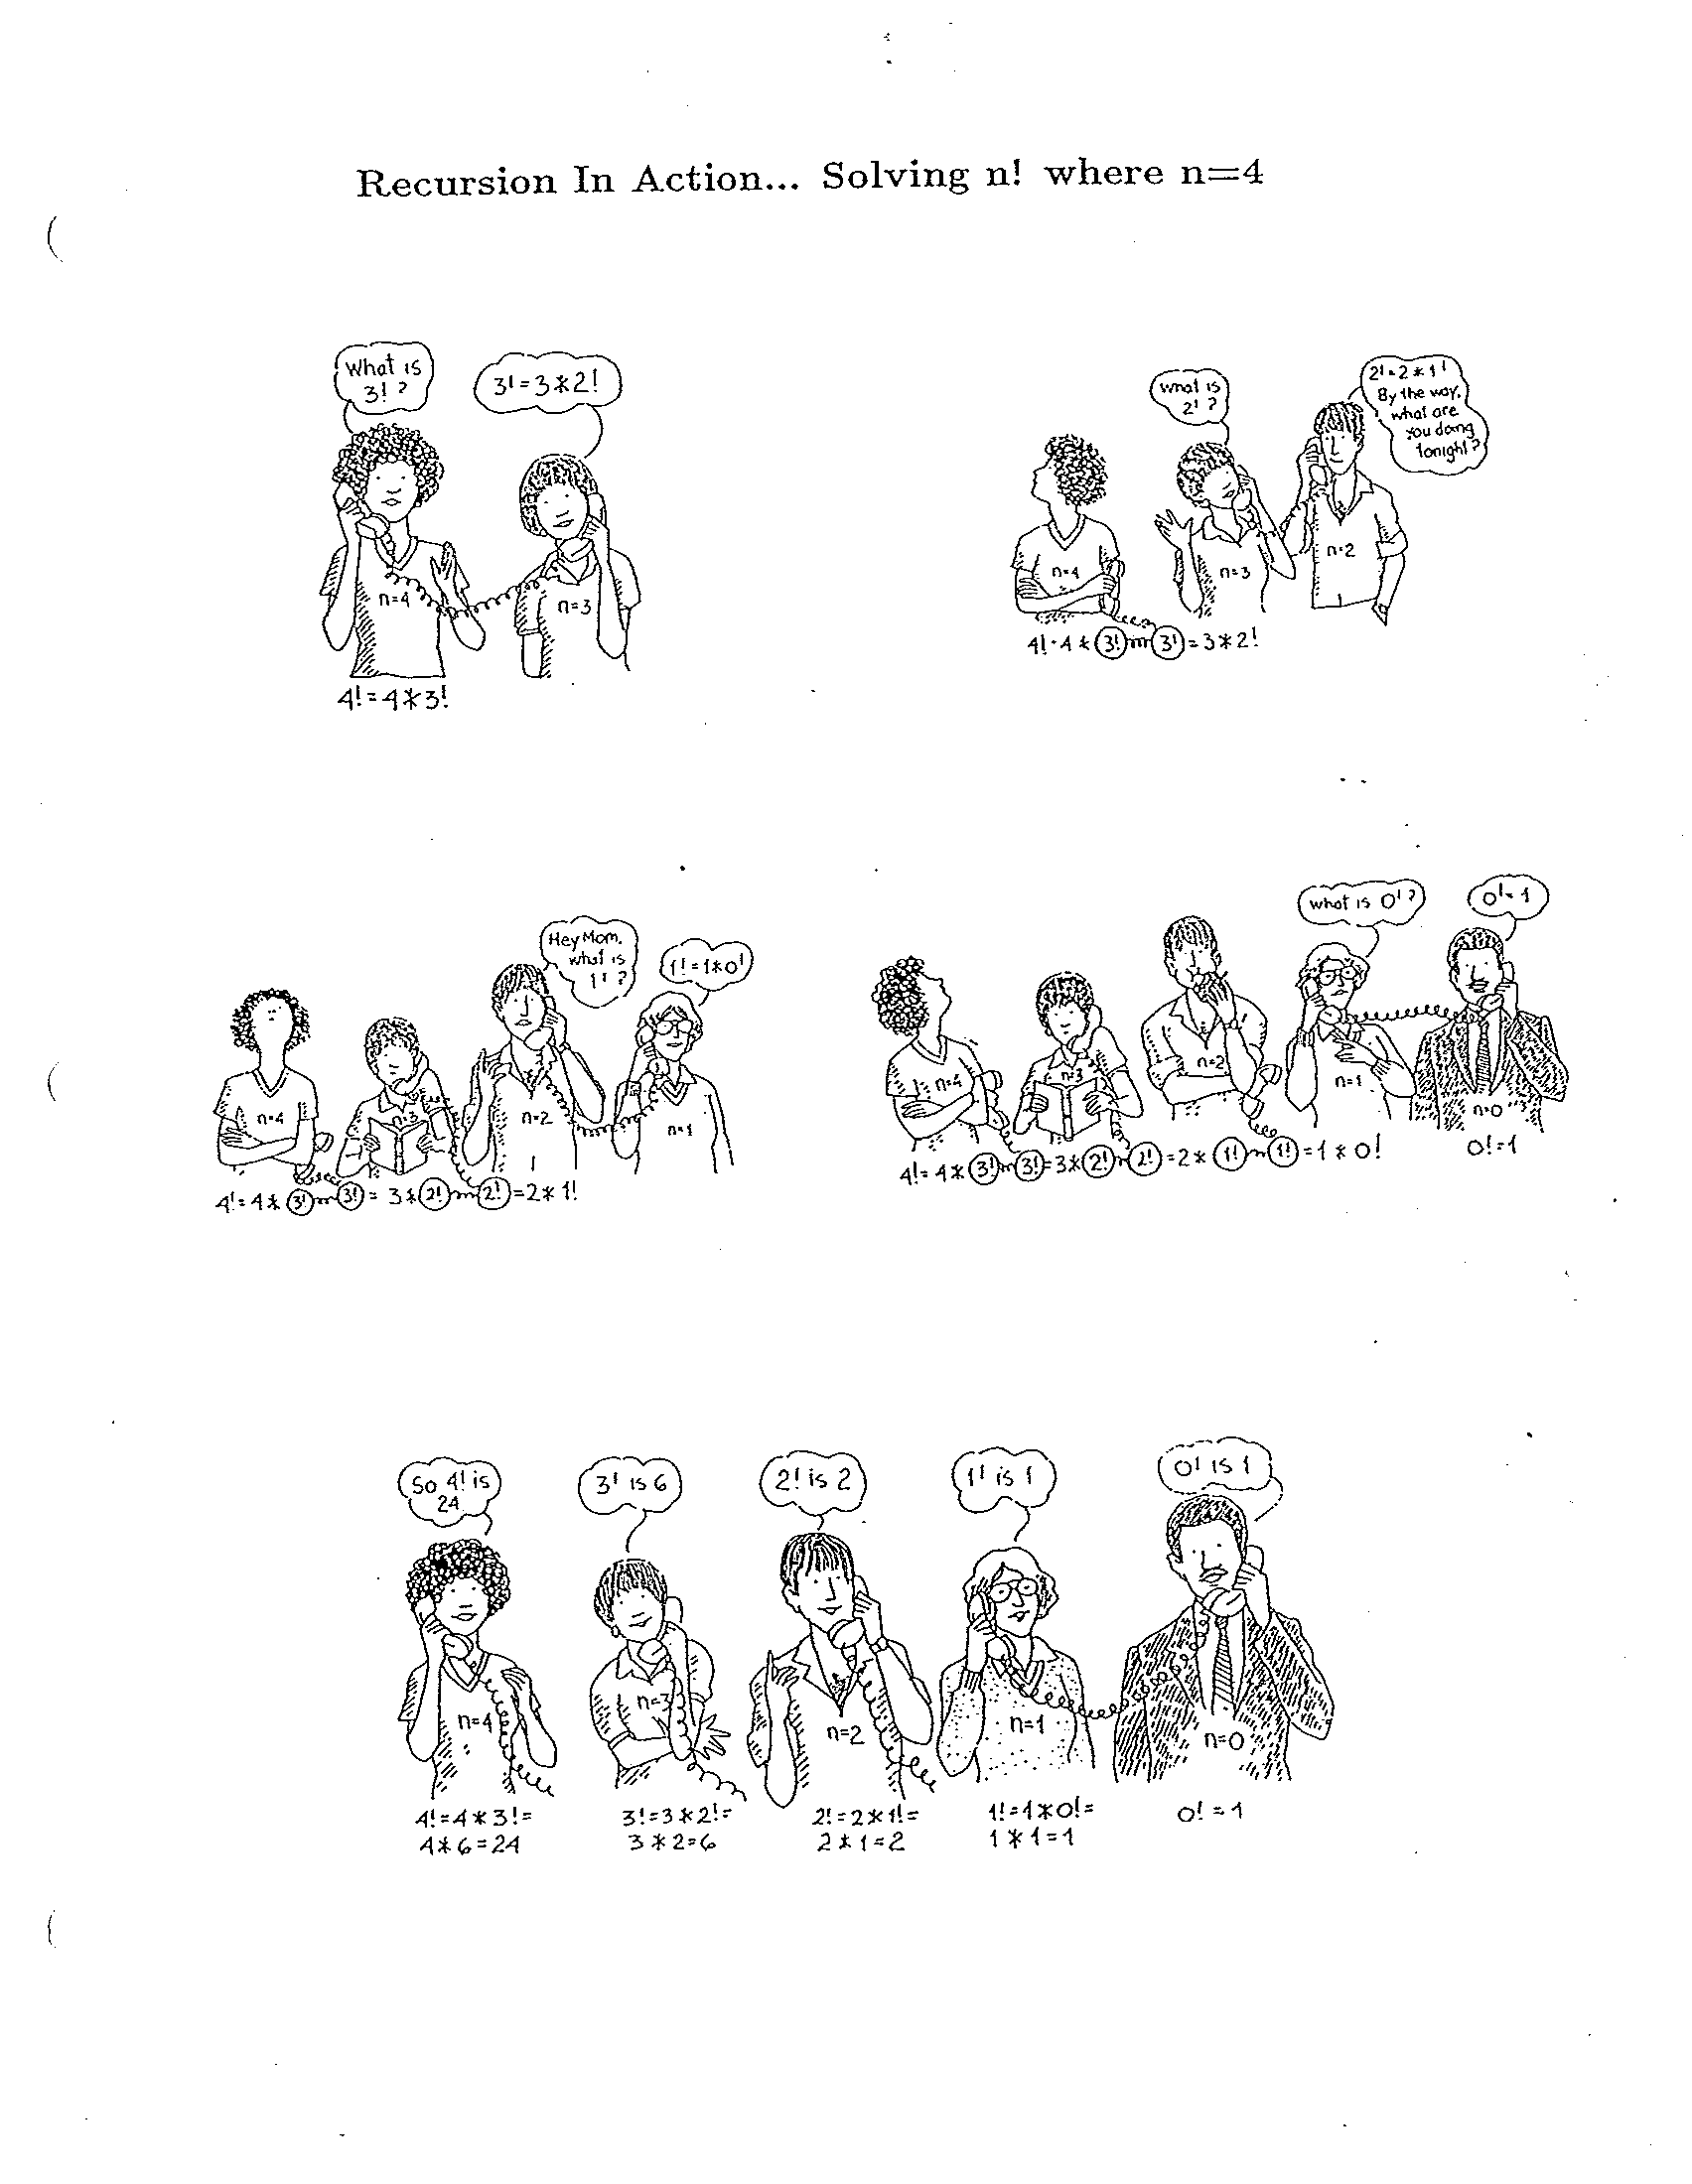 Recursion In Action... Solving n! where n=4
What is
3! ?
3!=3*2!
n=4
n=3
4!=4*3!
What is
2! ?
2!=2*1!
By the way,
what are
you doing
tonight?
n=4
n=3
n=2
4!=4*3! 3!=3*2!
Hey Mom,
what is
1! ?
1!=1*0!
n=4
n=3
n=2
n=1
4!=4*3! 3!=3*2! 2!=2*1!
what is 0!?
0!=1
n=4
n=3
n=2
n=1
n=0
4!=4*3! 3!=3*2! 2!=2*1! 1!=1*0!
0!=1
So 4! is
24
3! is 6
2! is 2
1! is 1
0! is 1
n=4
n=3
n=2
n=1
n=0
4!=4*3!=
4*6=24
3!=3*2!=
3*2=6
2!=2*1!=
2*1=2
1!=1*0!=
1*1=1
0!=1